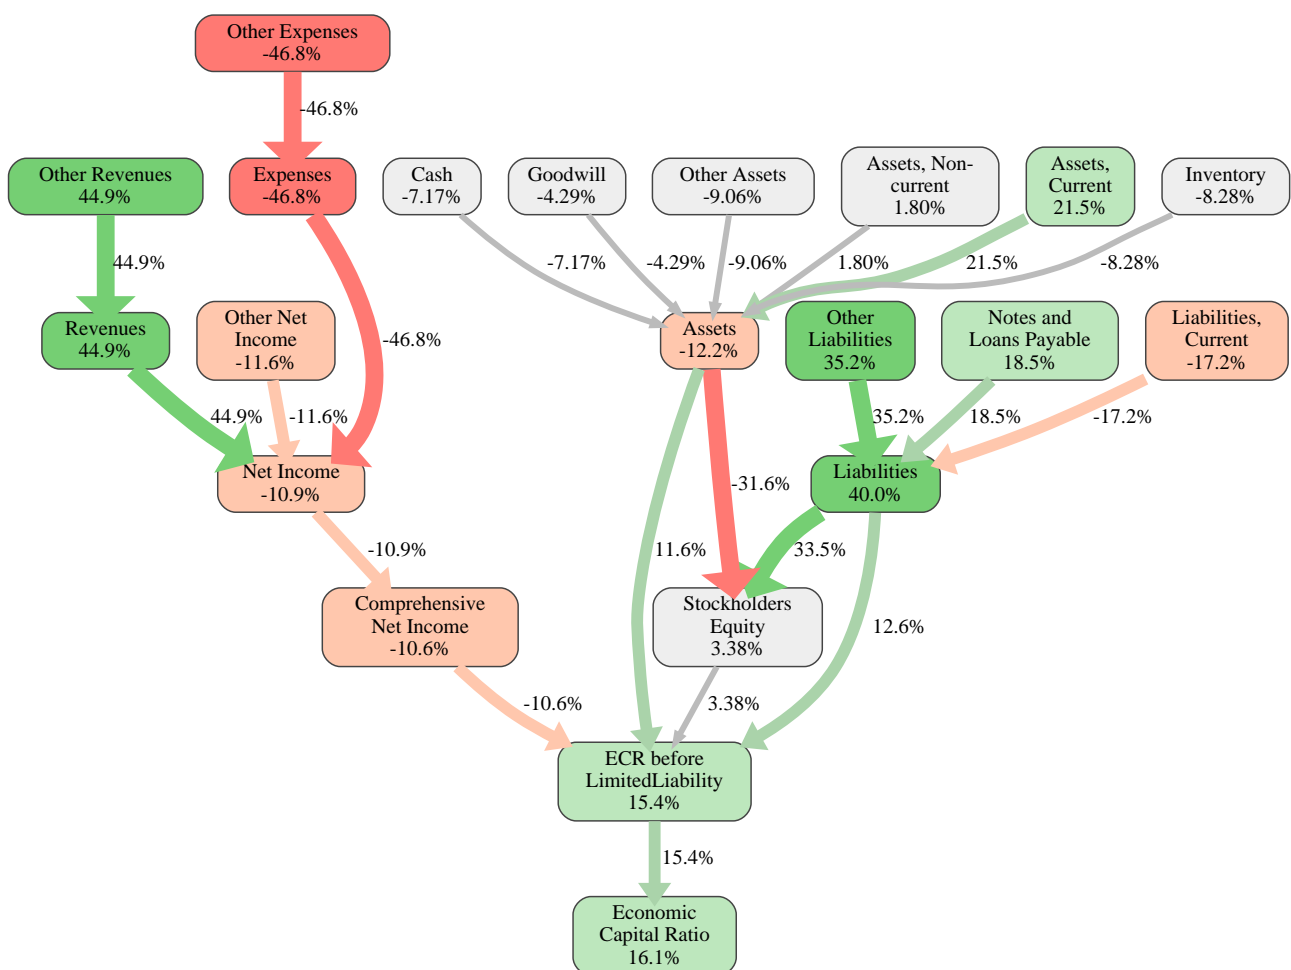 Other Expenses
-46.8%
-46.8%
Other Revenues
44.9%
Expenses
-46.8%
Cash
-7.17%
Goodwill
-4.29%
Other Assets
-9.06%
Assets, Non-
current
1.80%
Assets,
Current
21.5%
Inventory
-8.28%
44.9%
-7.17%
-4.29%
-9.06%
1.80%
21.5%
-8.28%
Revenues
44.9%
Other Net
Income
-11.6%
-46.8%
Assets
-12.2%
Other
Liabilities
35.2%
Notes and
Loans Payable
18.5%
Liabilities,
Current
-17.2%
44.9%
-11.6%
35.2%
18.5%
-17.2%
Net Income
-10.9%
-31.6%
Liabilities
40.0%
-10.9%
11.6%
33.5%
Comprehensive
Net Income
-10.6%
Stockholders
Equity
3.38%
12.6%
-10.6%
3.38%
ECR before
LimitedLiability
15.4%
15.4%
Economic
Capital Ratio
16.1%